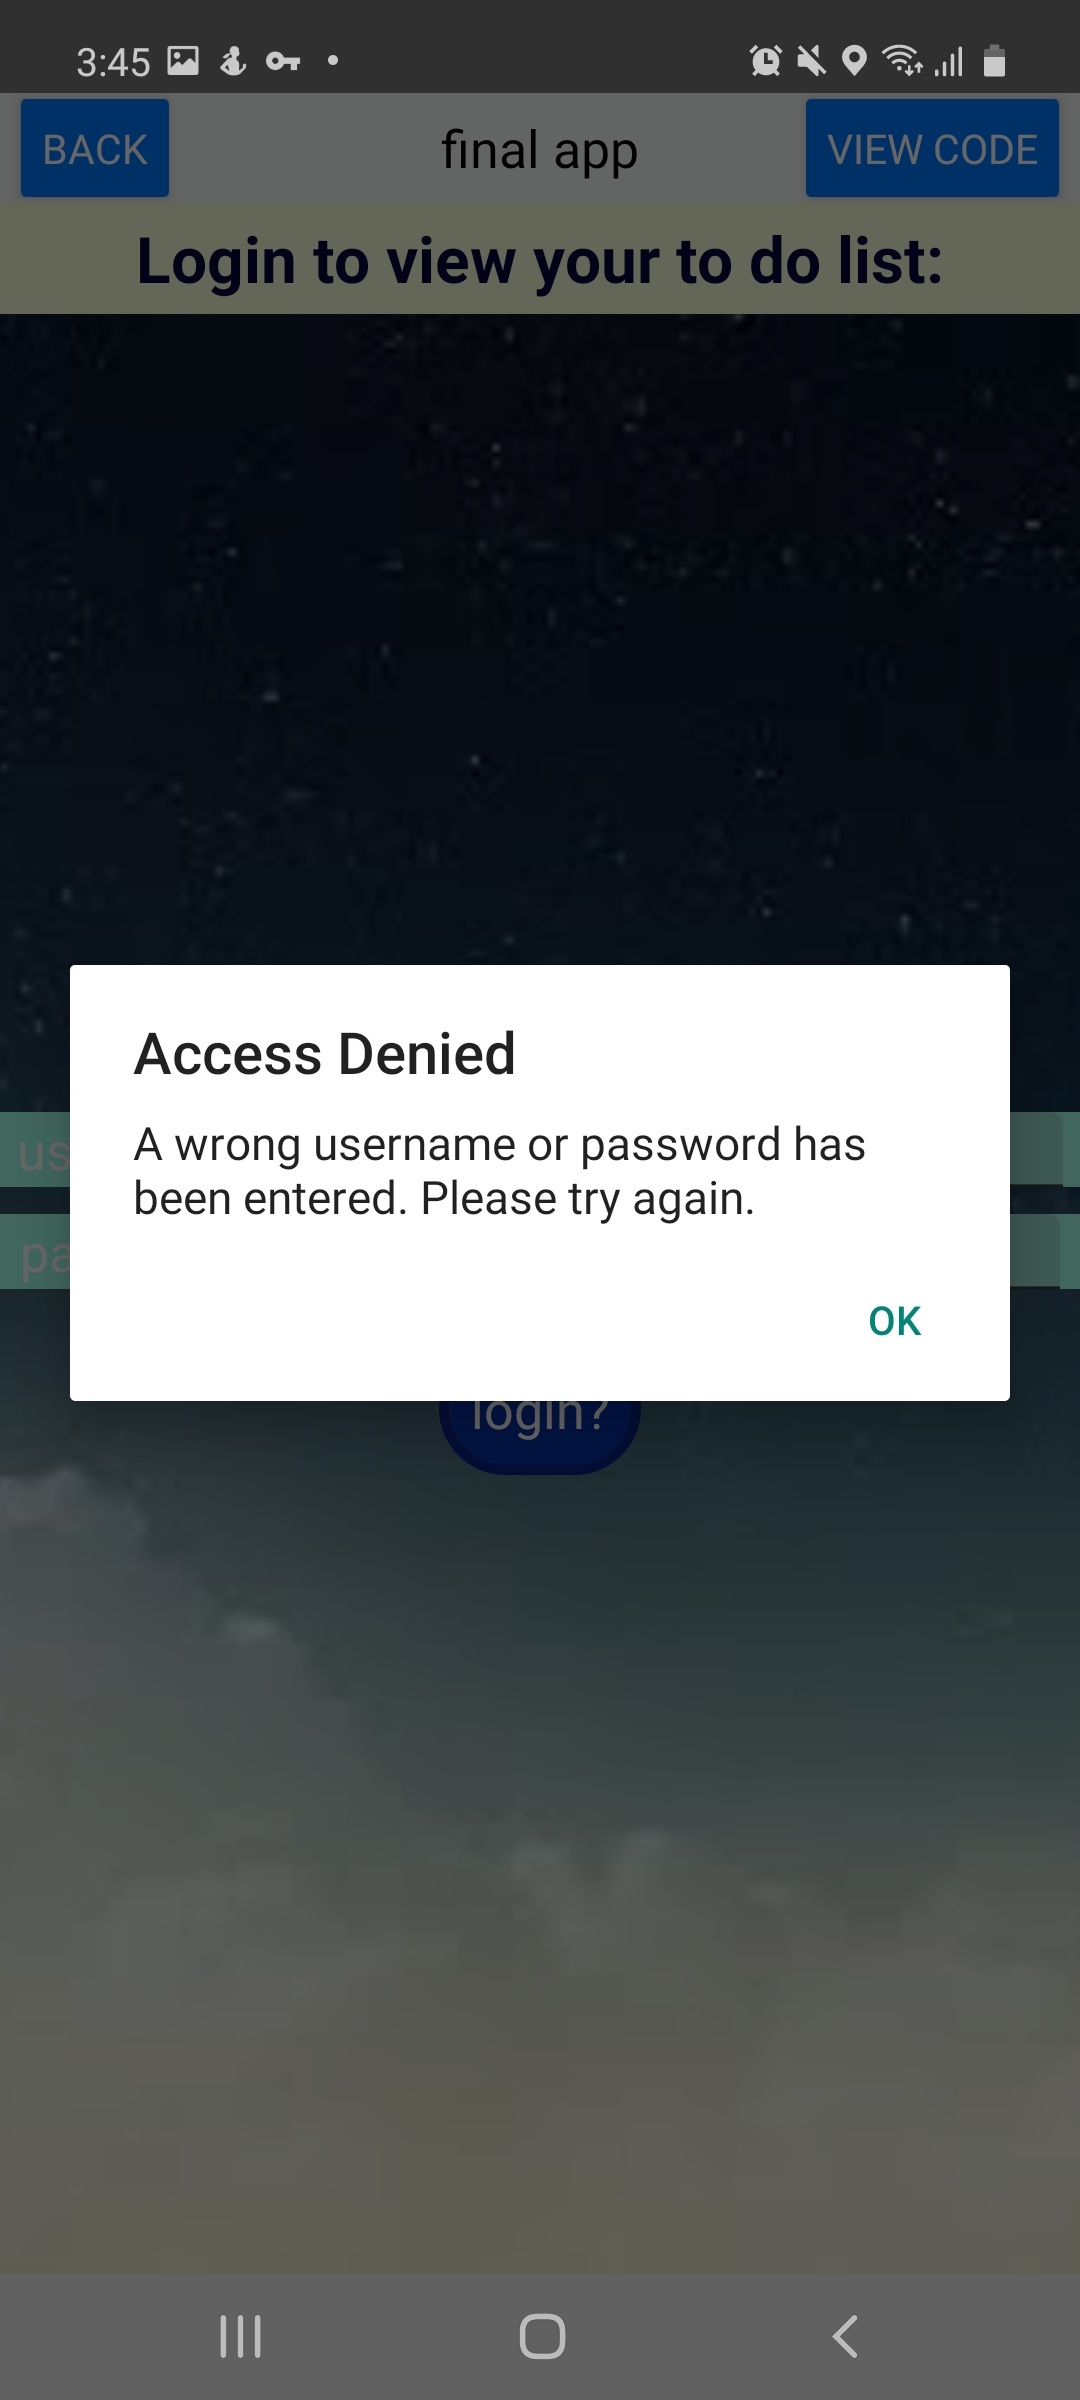 3:45
BACK
final app
VIEW CODE
Login to view your to do list:
Access Denied
A wrong username or password has
been entered. Please try again.
us
pa
OK
login?